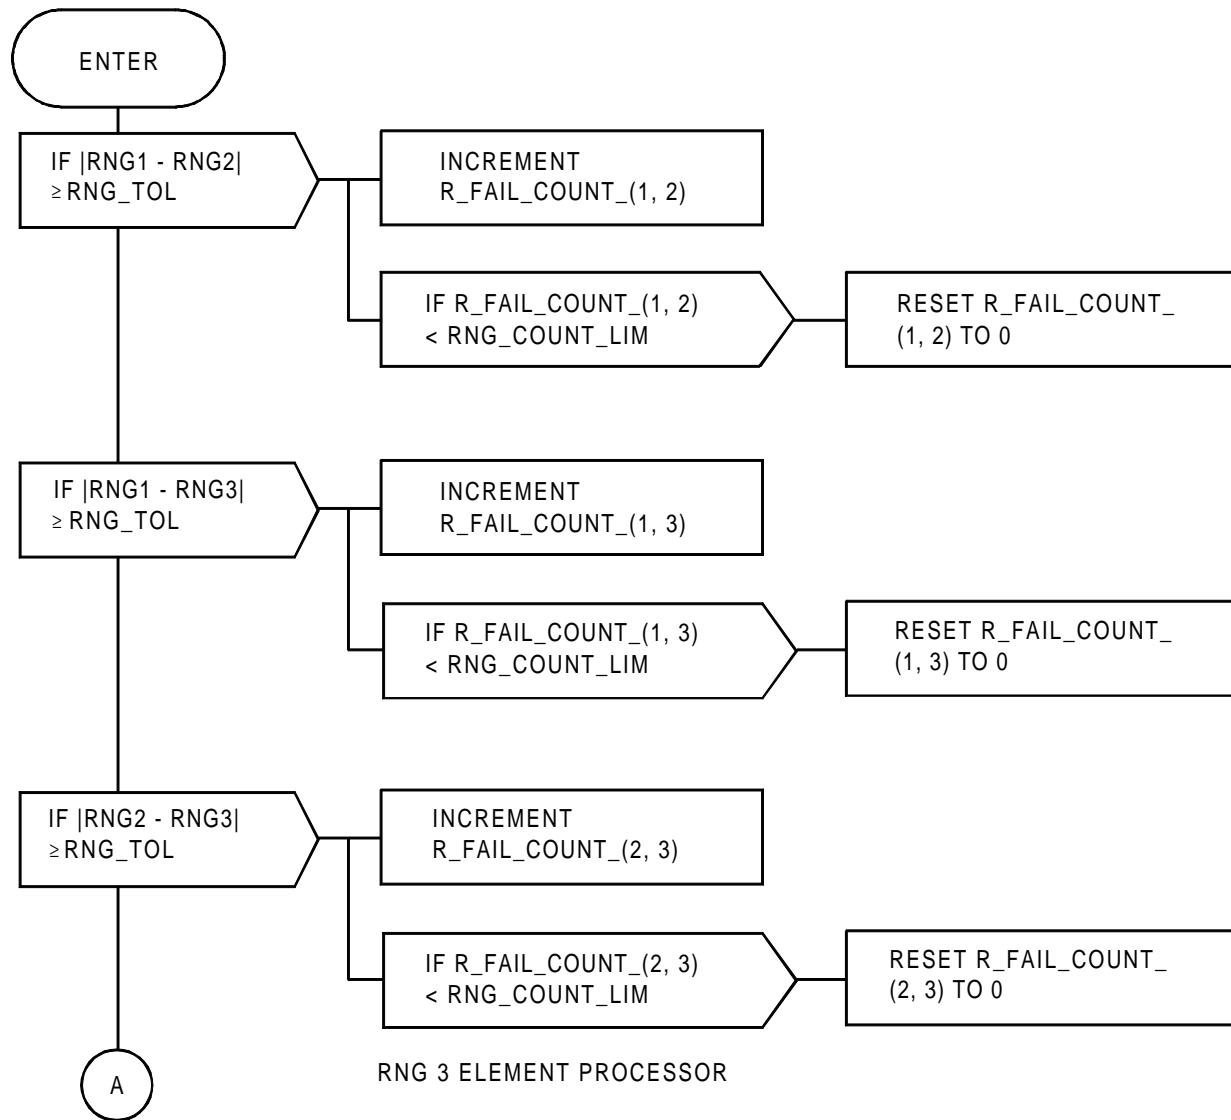 ENTER
IF |RNG1 - RNG2|
≥ RNG_TOL
INCREMENT
R_FAIL_COUNT_(1, 2)
IF R_FAIL_COUNT_(1, 2)
< RNG_COUNT_LIM
RESET R_FAIL_COUNT_
(1, 2) TO 0
IF |RNG1 - RNG3|
≥ RNG_TOL
INCREMENT
R_FAIL_COUNT_(1, 3)
IF R_FAIL_COUNT_(1, 3)
< RNG_COUNT_LIM
RESET R_FAIL_COUNT_
(1, 3) TO 0
IF |RNG2 - RNG3|
≥ RNG_TOL
INCREMENT
R_FAIL_COUNT_(2, 3)
IF R_FAIL_COUNT_(2, 3)
< RNG_COUNT_LIM
RESET R_FAIL_COUNT_
(2, 3) TO 0
A
RNG 3 ELEMENT PROCESSOR